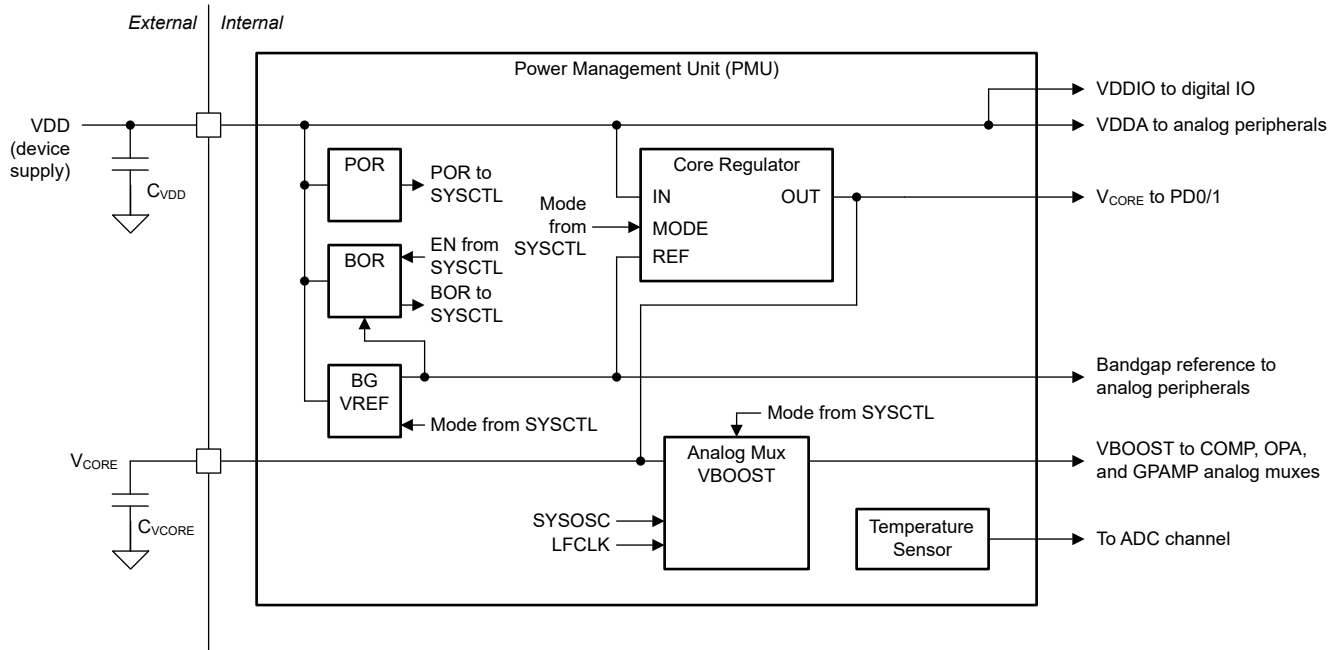 External Internal
Power Management Unit (PMU)
VDDIO to digital IO
VDD
(device
supply)
VDDA to analog peripherals
CVDD
POR
POR to
SYSCTL
Core Regulator
IN
OUT
MODE
REF
Mode
from
SYSCTL
VCORE to PD0/1
BOR
EN from
SYSCTL
BOR to
SYSCTL
BG
VREF
Mode from SYSCTL
Bandgap reference to
analog peripherals
Mode from SYSCTL
VCORE
CVCORE
Analog Mux
VBOOST
VBOOST to COMP, OPA,
and GPAMP analog muxes
SYSOSC
LFCLK
Temperature
Sensor
To ADC channel